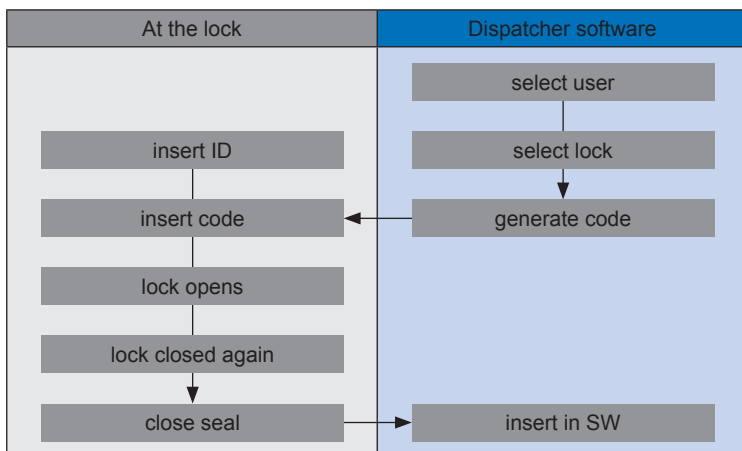 At the lock
Dispatcher software
select user
insert ID
select lock
insert code
generate code
lock opens
lock closed again
close seal
insert in SW